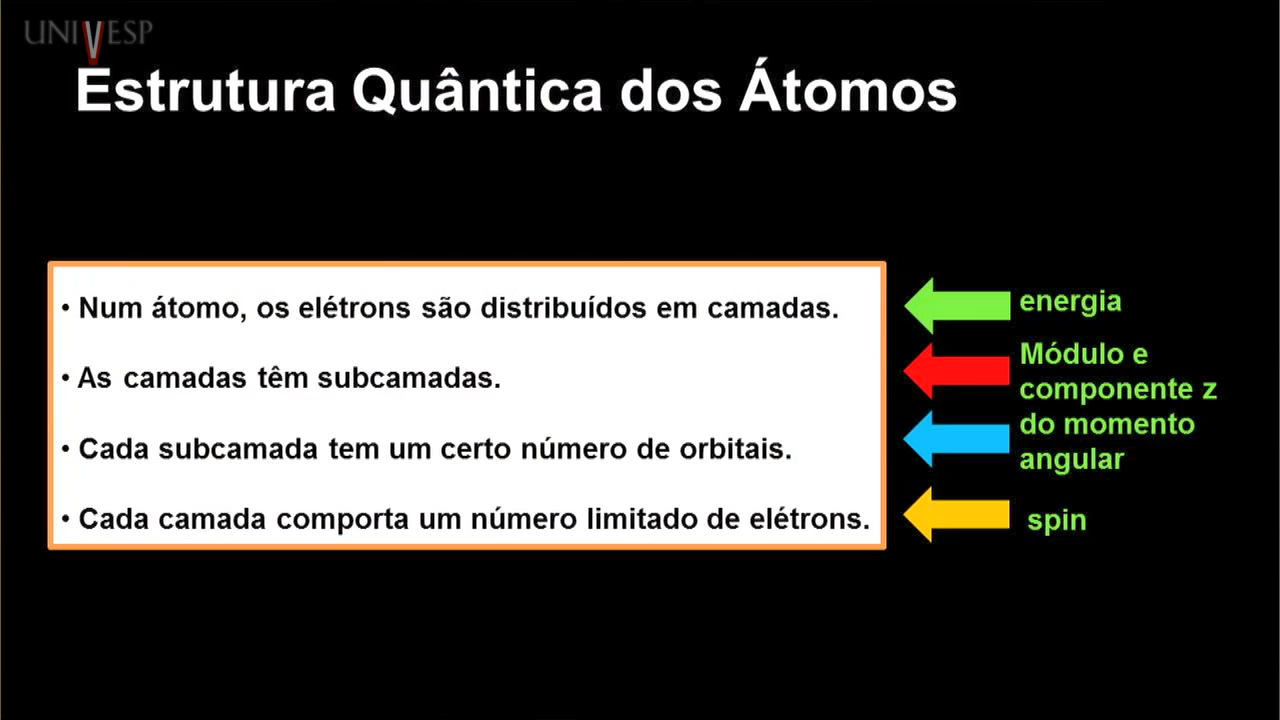 UNIVESP
Estrutura Quântica dos Átomos
• Num átomo, os elétrons são distribuídos em camadas.
• As camadas têm subcamadas.
• Cada subcamada tem um certo número de orbitais.
• Cada camada comporta um número limitado de elétrons.
energia
Módulo e
componente z
do momento
angular
spin